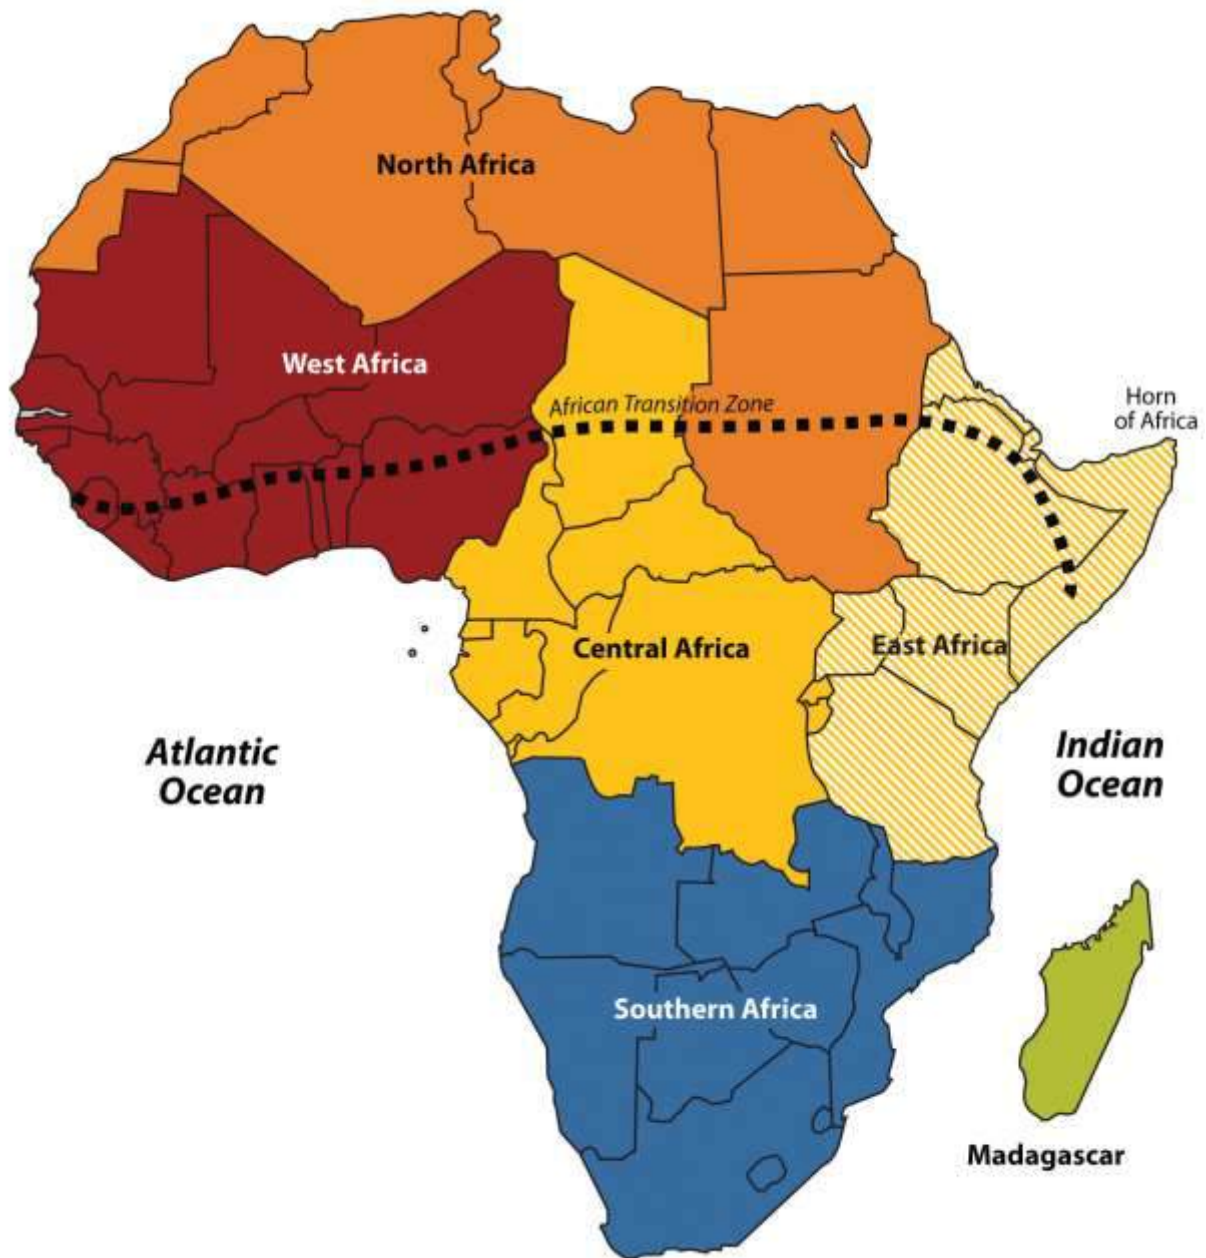 North Africa
West Africa
African Transition Zone
Horn
of Africa
Central Africa
East Africa
Atlantic
Ocean
Indian
Ocean
Southern Africa
Madagascar